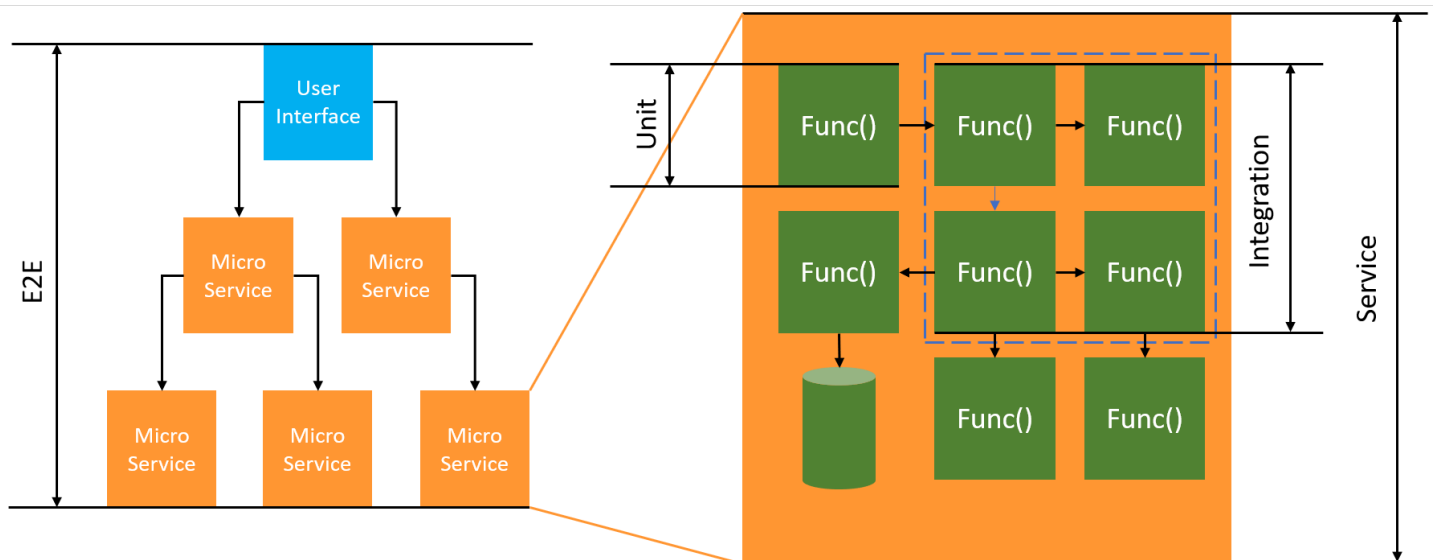 E2E
User
Interface
Micro
Service
Micro
Service
Micro
Service
Micro
Service
Micro
Service
Unit
Func()
Func()
Func()
Func()
Func()
Func()
Func()
Func()
Integration
Service